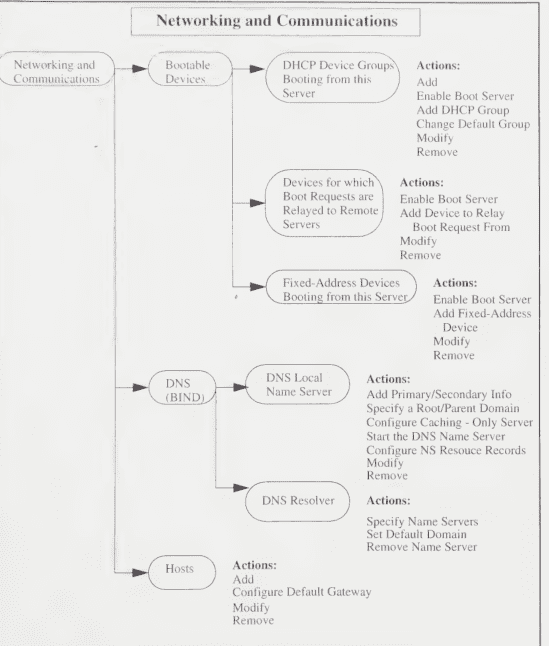 Networking and Communications
Networking and
Communications
Bootable
Devices
DHCP Device Groups
Booting from this
Server
Actions:
Add
Enable Boot Server
Add DHCP Group
Change Default Group
Modify
Remove
Devices for which
Boot Requests are
Relayed to Remote
Servers
Actions:
Enable Boot Server
Add Device to Relay
Boot Request From
Modify
Remove
Fixed-Address Devices
Booting from this Server
Actions:
Enable Boot Server
Add Fixed-Address
Device
Modify
Remove
DNS
(BIND)
DNS Local
Name Server
Actions:
Add Primary/Secondary Info
Specify a Root/Parent Domain
Configure Caching - Only Server
Start the DNS Name Server
Configure NS Resouce Records
Modify
Remove
DNS Resolver
Actions:
Specify Name Servers
Set Default Domain
Remove Name Server
Hosts
Actions:
Add
Configure Default Gateway
Modify
Remove